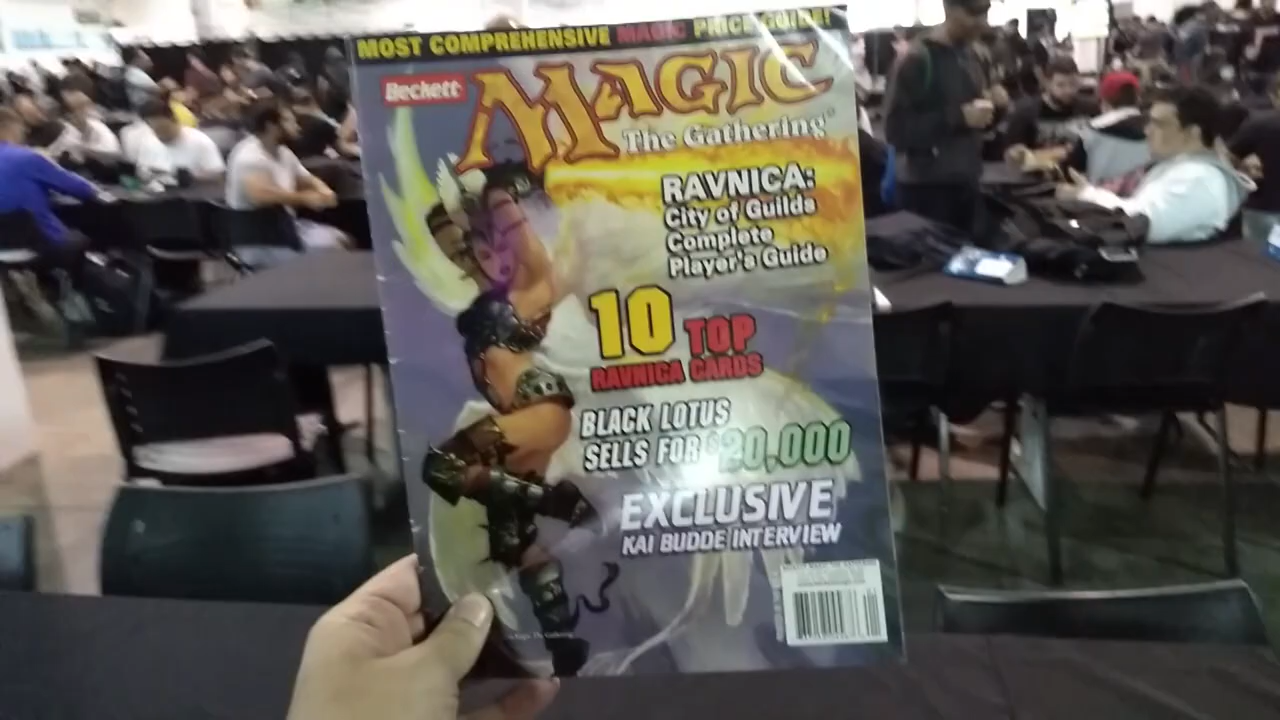 MOST COMPREHENSIVE MAGIC PRICE GUIDE!
Beckett
MAGIC
The Gathering
RAVNICA:
City of Guilds
Complete
Player's Guide
10 TOP
RAVNICA CARDS
BLACK LOTUS
SELLS FOR $20,000
EXCLUSIVE
KAI BUDDE INTERVIEW